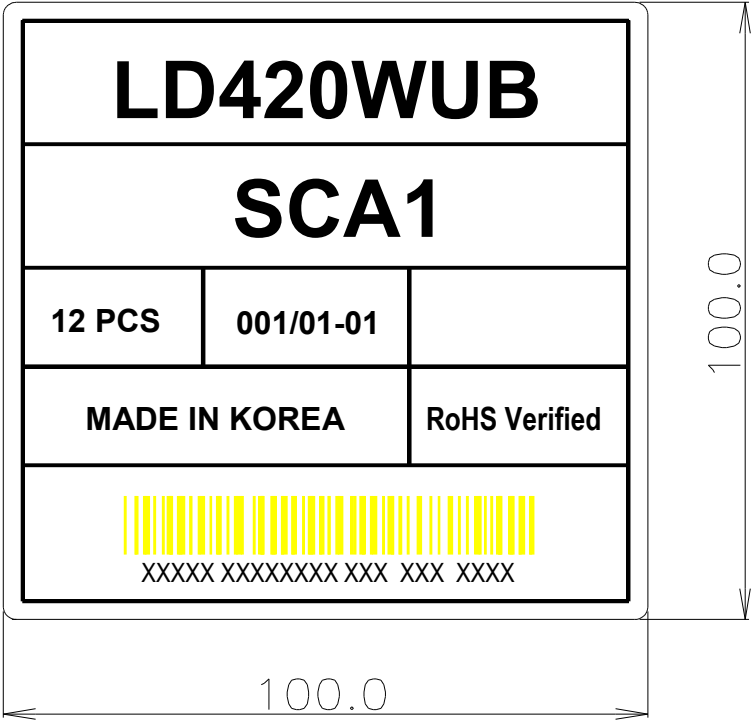 LD420WUB
SCA1
12 PCS
001/01-01
MADE IN KOREA
RoHS Verified
XXXXX XXXXXXXX XXX XXX XXXX
100.0
100.0